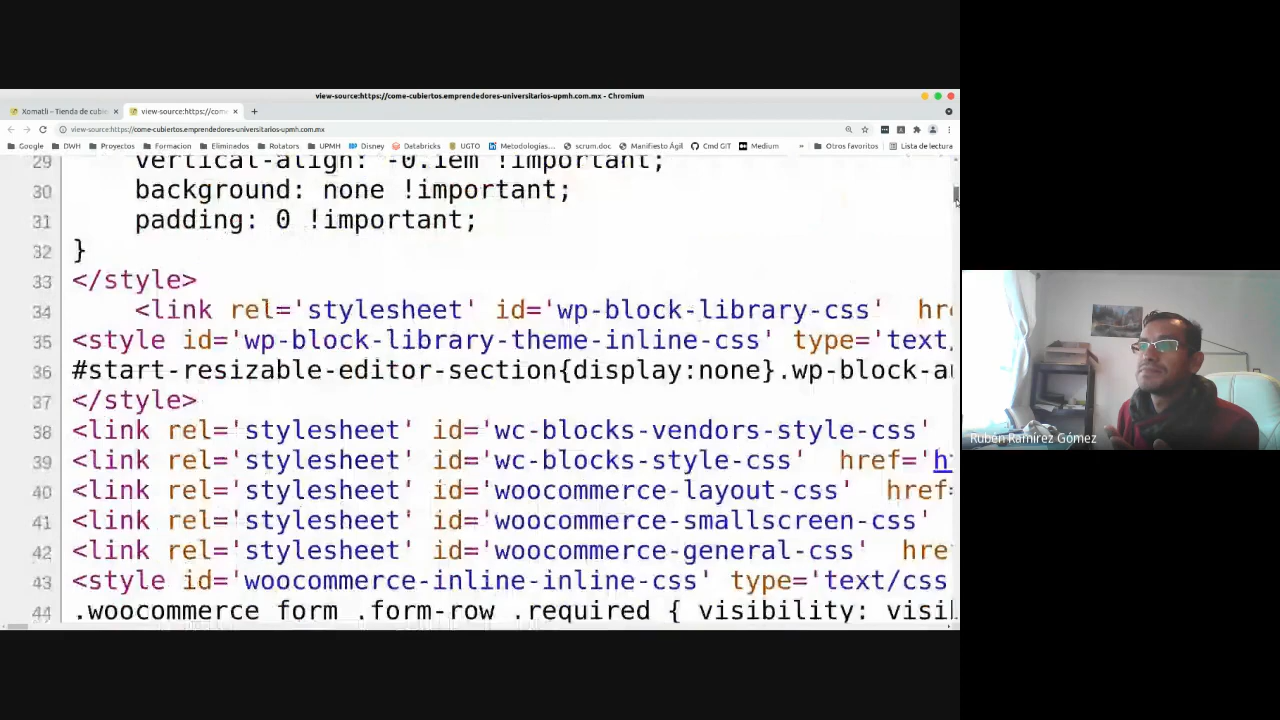 view-source:https://come-cubiertos.emprendedores-universitarios-upmh.com.mx - Chromium
Xomatli – Tienda de cubie
view-source:https://come
view-source:https://come-cubiertos.emprendedores-universitarios-upmh.com.mx
Google DWH Proyectos Formacion Eliminados Rotators UPMH Disney Databricks UGTO Metodologías... scrum.doc Manifiesto Ágil Cmd GIT Medium » Otros favoritos Lista de lectura
29 vertical-align: -0.1em !important;
30 background: none !important;
31 padding: 0 !important;
32 }
33 </style>
34 <link rel='stylesheet' id='wp-block-library-css' hr
35 <style id='wp-block-library-theme-inline-css' type='text/
36 #start-resizable-editor-section{display:none}.wp-block-au
37 </style>
38 <link rel='stylesheet' id='wc-blocks-vendors-style-css'
39 <link rel='stylesheet' id='wc-blocks-style-css' href='h
40 <link rel='stylesheet' id='woocommerce-layout-css' href=
41 <link rel='stylesheet' id='woocommerce-smallscreen-css'
42 <link rel='stylesheet' id='woocommerce-general-css' hre
43 <style id='woocommerce-inline-inline-css' type='text/css
44 .woocommerce form .form-row .required { visibility: visi
Rubén Ramírez Gómez